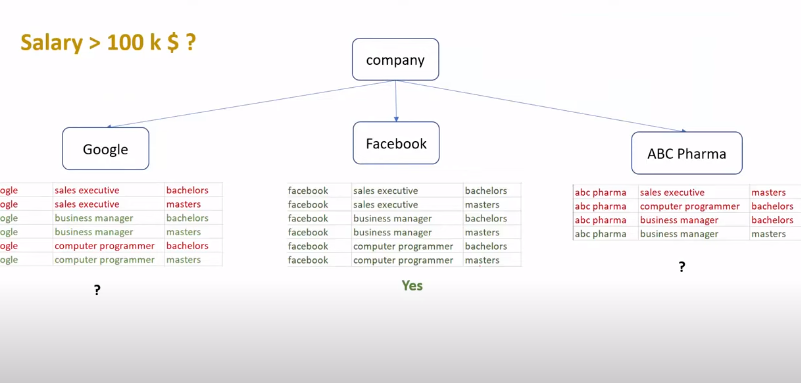 Salary > 100 k $ ?
company
Google
Facebook
ABC Pharma
ogle sales executive bachelors
ogle sales executive masters
ogle business manager bachelors
ogle business manager masters
ogle computer programmer bachelors
ogle computer programmer masters
?
facebook sales executive bachelors
facebook sales executive masters
facebook business manager bachelors
facebook business manager masters
facebook computer programmer bachelors
facebook computer programmer masters
Yes
abc pharma sales executive masters
abc pharma computer programmer bachelors
abc pharma business manager bachelors
abc pharma business manager masters
?